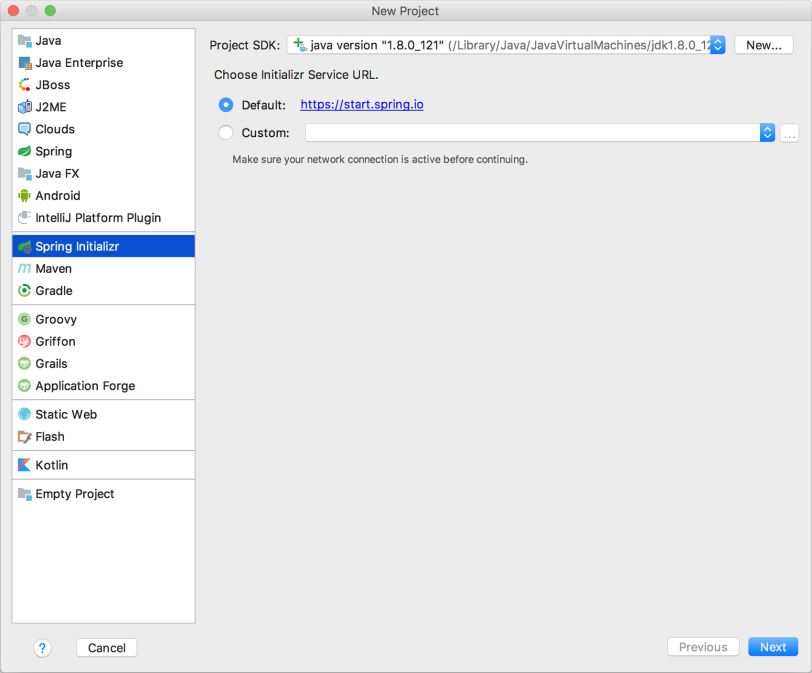 New Project
Java
Java Enterprise
JBoss
J2ME
Clouds
Spring
Java FX
Android
IntelliJ Platform Plugin
Spring Initializr
Maven
Gradle
Groovy
Griffon
Grails
Application Forge
Static Web
Flash
Kotlin
Empty Project
Project SDK: java version "1.8.0_121" (/Library/Java/JavaVirtualMachines/jdk1.8.0_12 New...
Choose Initializr Service URL.
Default: https://start.spring.io
Custom: ...
Make sure your network connection is active before continuing.
? Cancel Previous Next